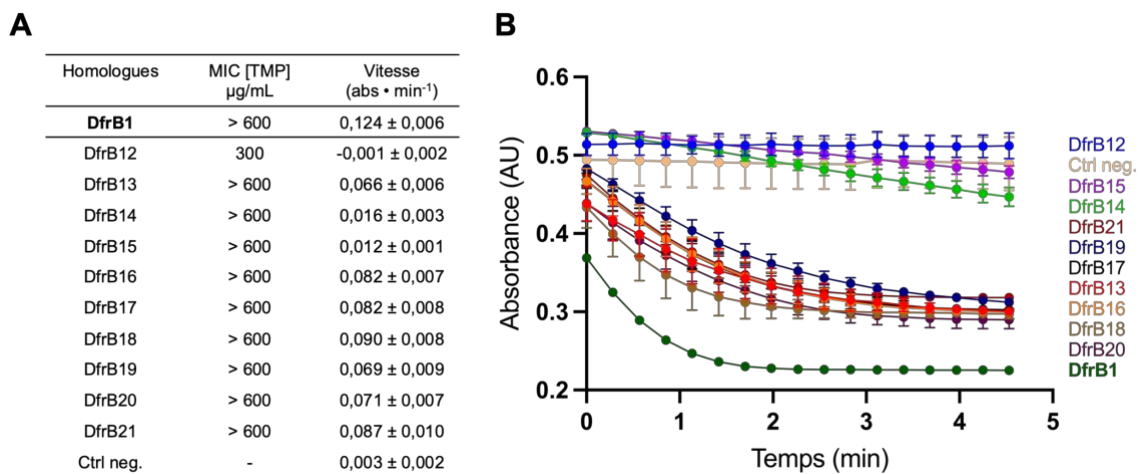 A
Homologues MIC [TMP] Vitesse
µg/mL (abs • min⁻¹)
DfrB1 > 600 0,124 ± 0,006
DfrB12 300 -0,001 ± 0,002
DfrB13 > 600 0,066 ± 0,006
DfrB14 > 600 0,016 ± 0,003
DfrB15 > 600 0,012 ± 0,001
DfrB16 > 600 0,082 ± 0,007
DfrB17 > 600 0,082 ± 0,008
DfrB18 > 600 0,090 ± 0,008
DfrB19 > 600 0,069 ± 0,009
DfrB20 > 600 0,071 ± 0,007
DfrB21 > 600 0,087 ± 0,010
Ctrl neg. - 0,003 ± 0,002
B
Absorbance (AU)
0.6
0.5
0.4
0.3
0.2
0 1 2 3 4 5
Temps (min)
DfrB12
Ctrl neg.
DfrB15
DfrB14
DfrB21
DfrB19
DfrB17
DfrB13
DfrB16
DfrB18
DfrB20
DfrB1